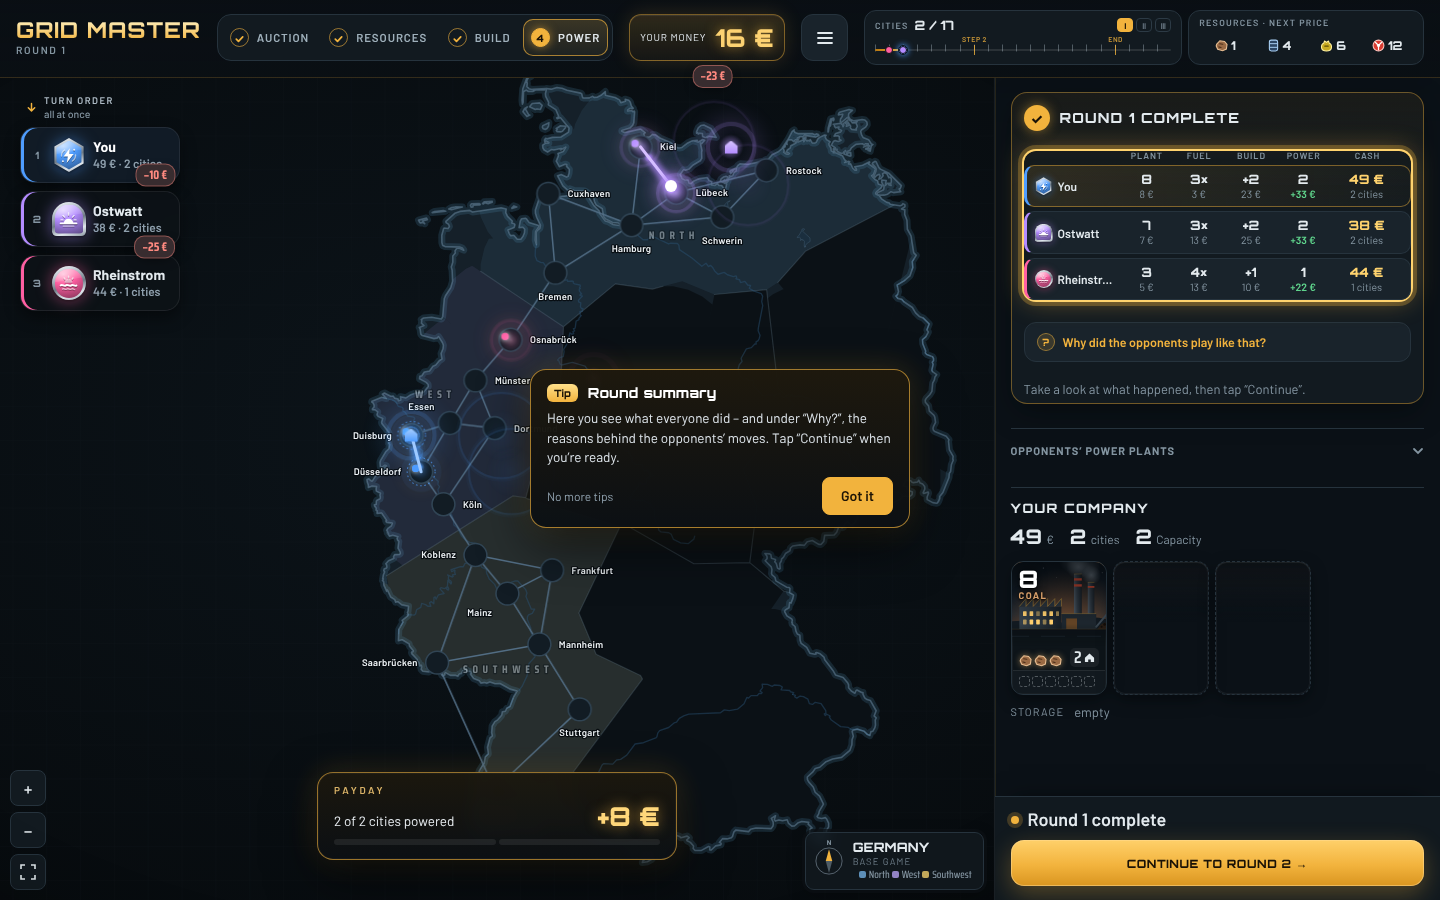 GRID MASTER
ROUND 1
AUCTION
RESOURCES
BUILD
4 POWER
YOUR MONEY 16 €
-23 €
CITIES 2/17
I II III
STEP 2
END
RESOURCES · NEXT PRICE
1 4 6 12
TURN ORDER
all at once
1 You
49 € · 2 cities
-10 €
2 Ostwatt
38 € · 2 cities
-25 €
3 Rheinstrom
44 € · 1 cities
Kiel
Rostock
Cuxhaven
Lübeck
NORTH
Hamburg
Schwerin
Bremen
Osnabrück
Münster
WEST
Essen
Dor
Duisburg
Düsseldorf
Köln
Koblenz
Frankfurt
Mainz
Mannheim
Saarbrücken
SOUTHWEST
Stuttgart
Tip Round summary
Here you see what everyone did – and under “Why?”, the
reasons behind the opponents’ moves. Tap “Continue” when
you’re ready.
No more tips
Got it
PAYDAY
2 of 2 cities powered
+8 €
+
−
N
GERMANY
BASE GAME
North West Southwest
ROUND 1 COMPLETE
PLANT FUEL BUILD POWER CASH
You 8 3x +2 2 49 €
8 € 3 € 23 € +33 € 2 cities
Ostwatt 7 3x +2 2 38 €
7 € 13 € 25 € +33 € 2 cities
Rheinstr... 3 4x +1 1 44 €
5 € 13 € 10 € +22 € 1 cities
? Why did the opponents play like that?
Take a look at what happened, then tap “Continue”.
OPPONENTS’ POWER PLANTS
YOUR COMPANY
49 € 2 cities 2 Capacity
8
COAL
2
STORAGE empty
Round 1 complete
CONTINUE TO ROUND 2 →